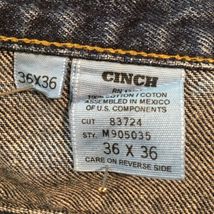 36X36
CINCH
RN
100% COTTON / COTON
ASSEMBLED IN MEXICO
OF U.S. COMPONENTS
CUT 83724
STY. M905035
36 X 36
CARE ON REVERSE SIDE